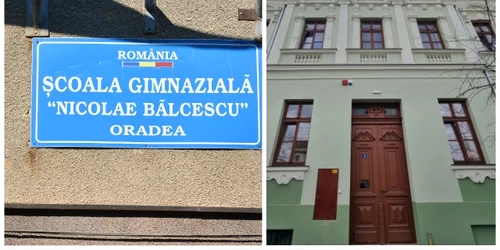 ROMÂNIA
ȘCOALA GIMNAZIALĂ
“NICOLAE BĂLCESCU”
ORADEA